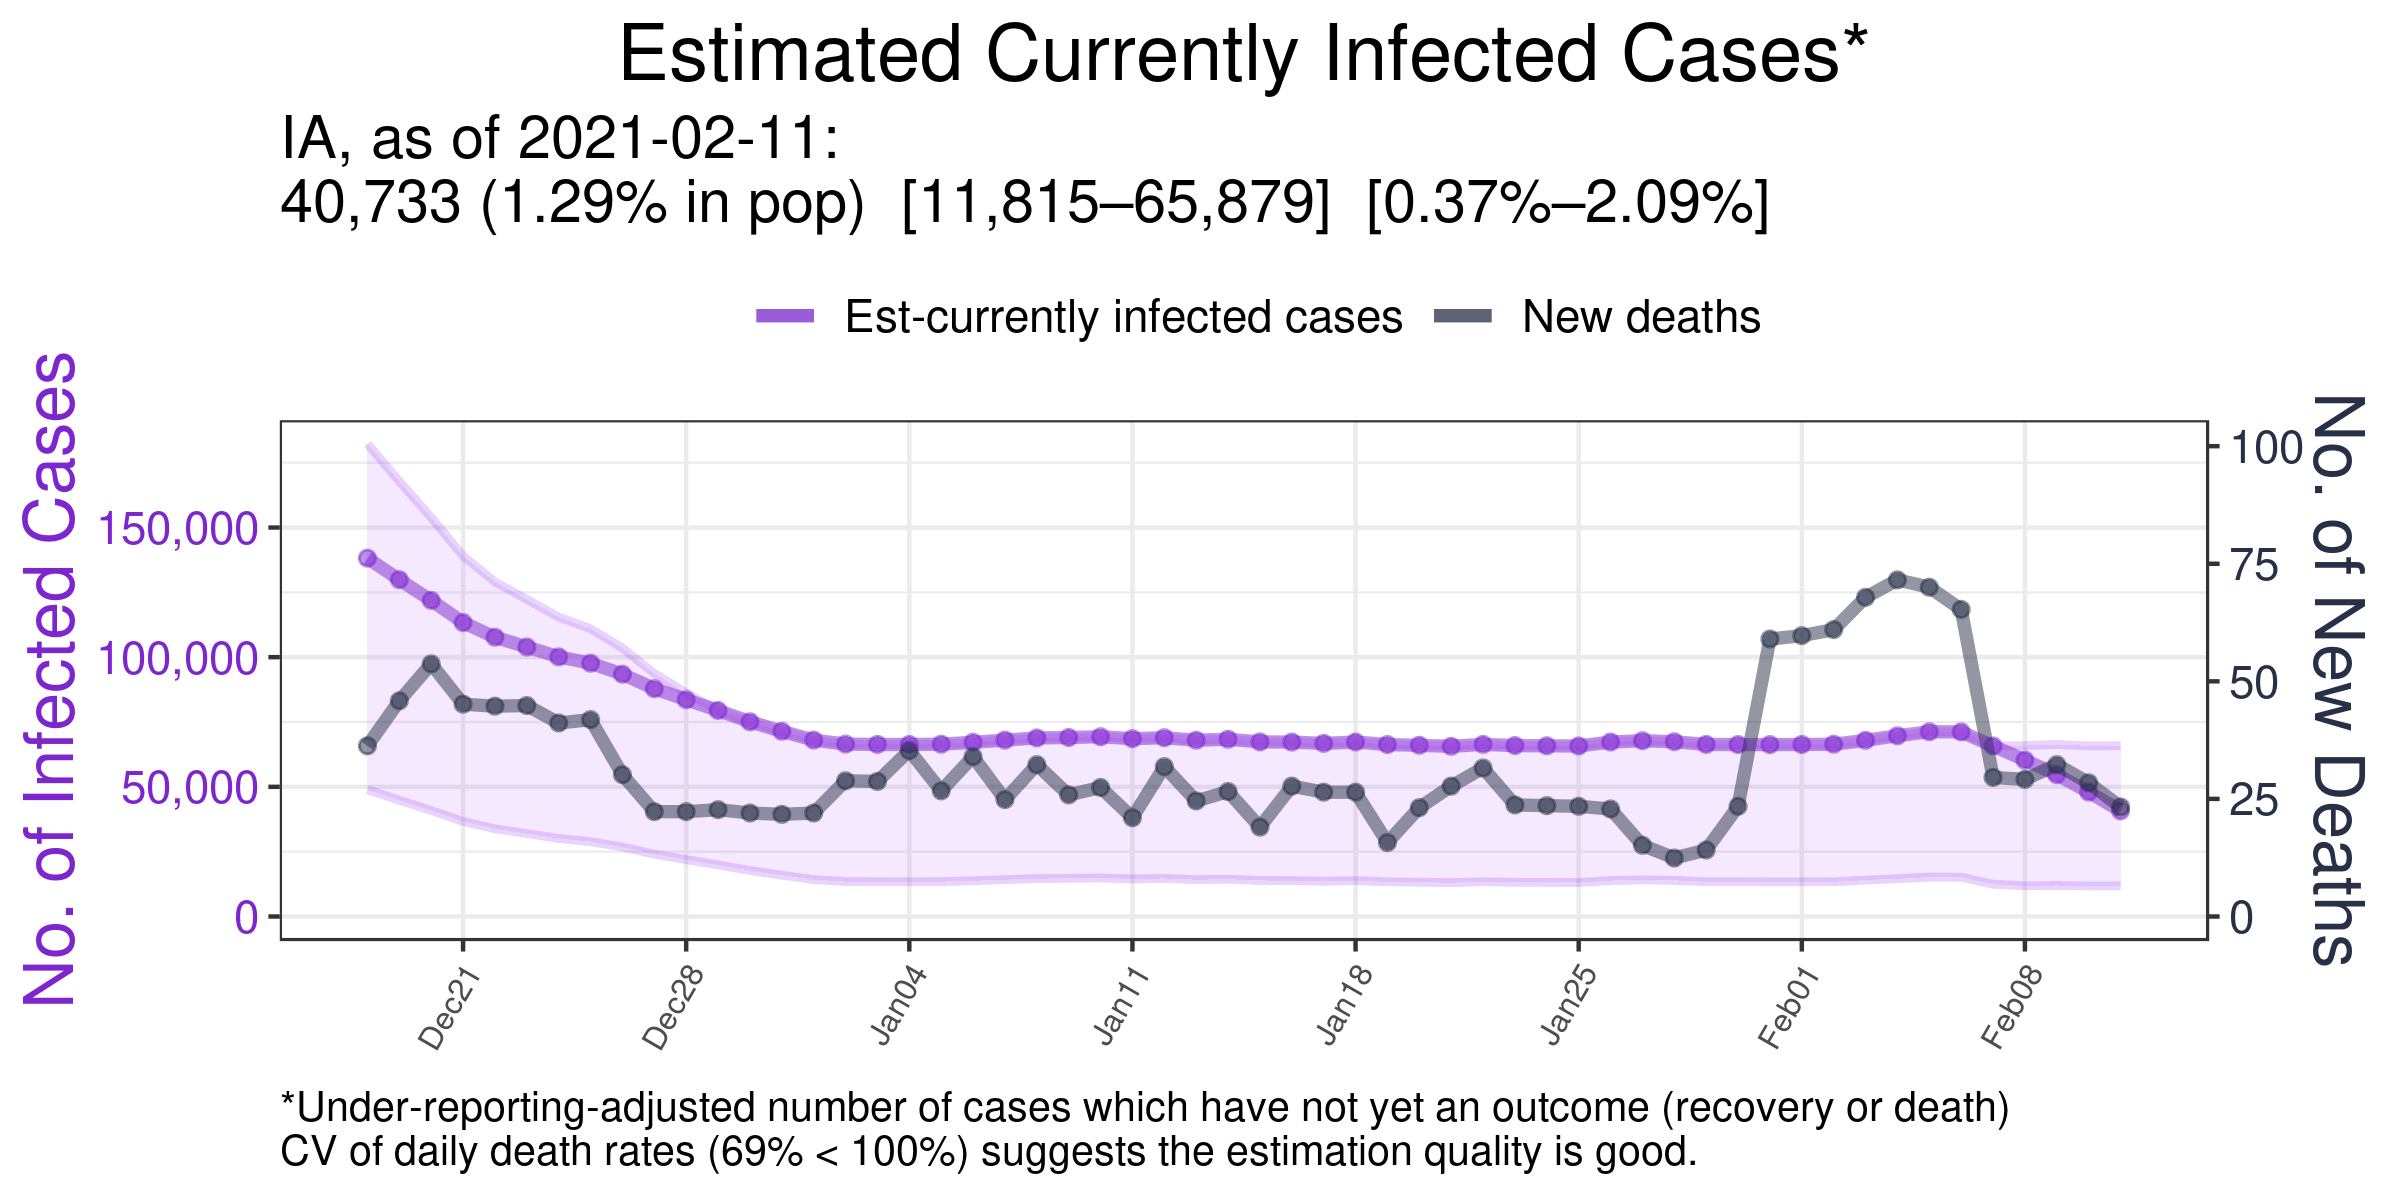 Estimated Currently Infected Cases*
IA, as of 2021-02-11:
40,733 (1.29% in pop)  [11,815–65,879]  [0.37%–2.09%]
Est-currently infected cases
New deaths
No. of Infected Cases
150,000
100,000
50,000
0
100
75
50
25
0
No. of New Deaths
Dec21
Dec28
Jan04
Jan11
Jan18
Jan25
Feb01
Feb08
*Under-reporting-adjusted number of cases which have not yet an outcome (recovery or death)
CV of daily death rates (69% < 100%) suggests the estimation quality is good.